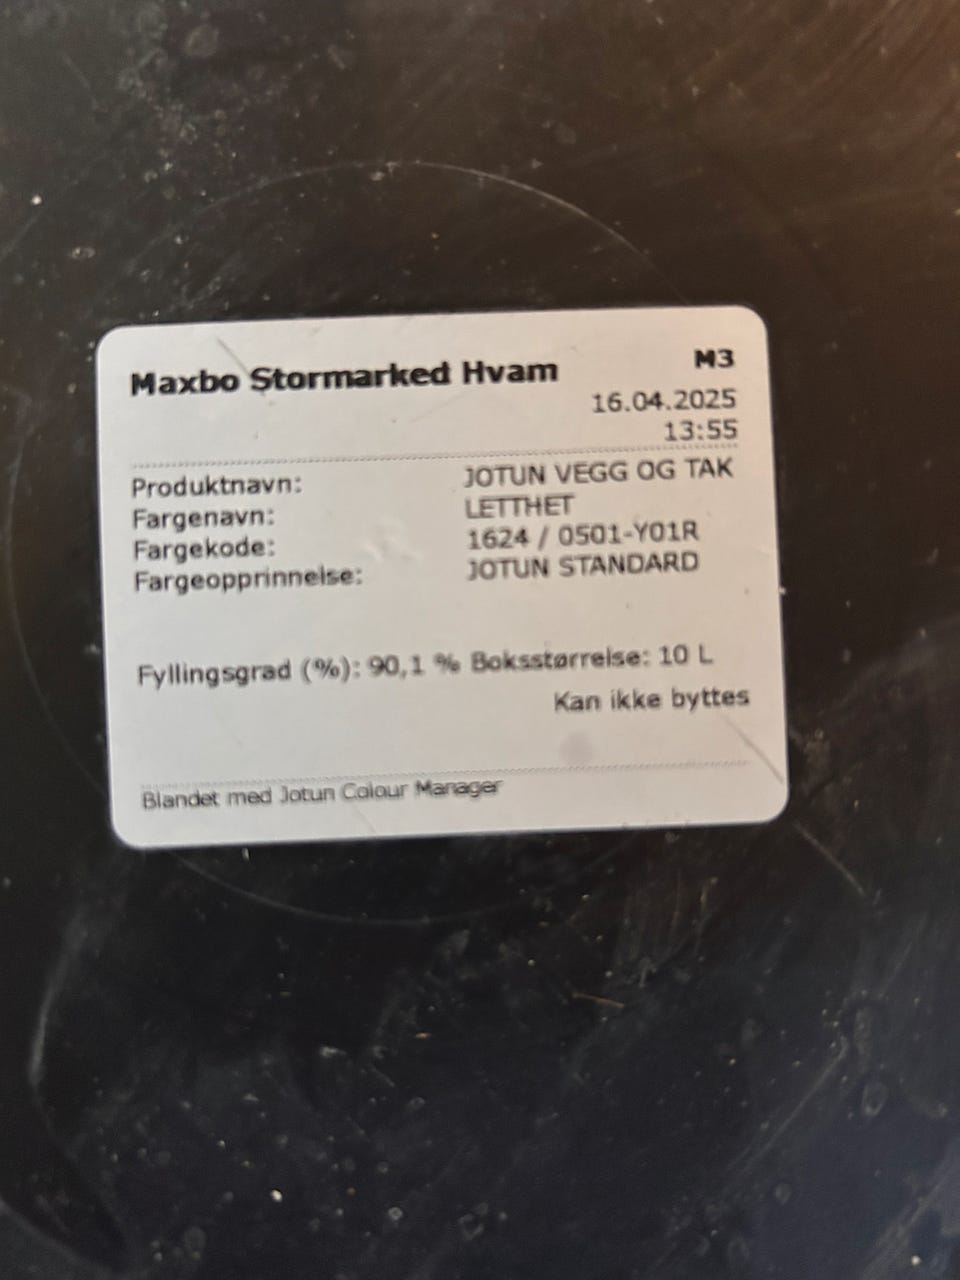 Maxbo Stormarked Hvam M3
16.04.2025
13:55
Produktnavn: JOTUN VEGG OG TAK
Fargenavn: LETTHET
Fargekode: 1624 / 0501-Y01R
Fargeopprinnelse: JOTUN STANDARD
Fyllingsgrad (%): 90,1 % Boksstørrelse: 10 L
Kan ikke byttes
Blandet med Jotun Colour Manager